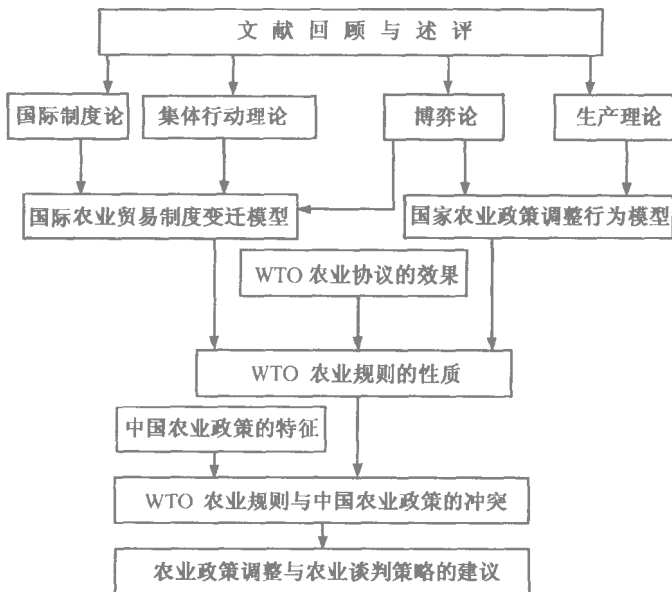 文献回顾与述评
国际制度论
集体行动理论
博弈论
生产理论
国际农业贸易制度变迁模型
国家农业政策调整行为模型
WTO 农业协议的效果
WTO 农业规则的性质
中国农业政策的特征
WTO 农业规则与中国农业政策的冲突
农业政策调整与农业谈判策略的建议